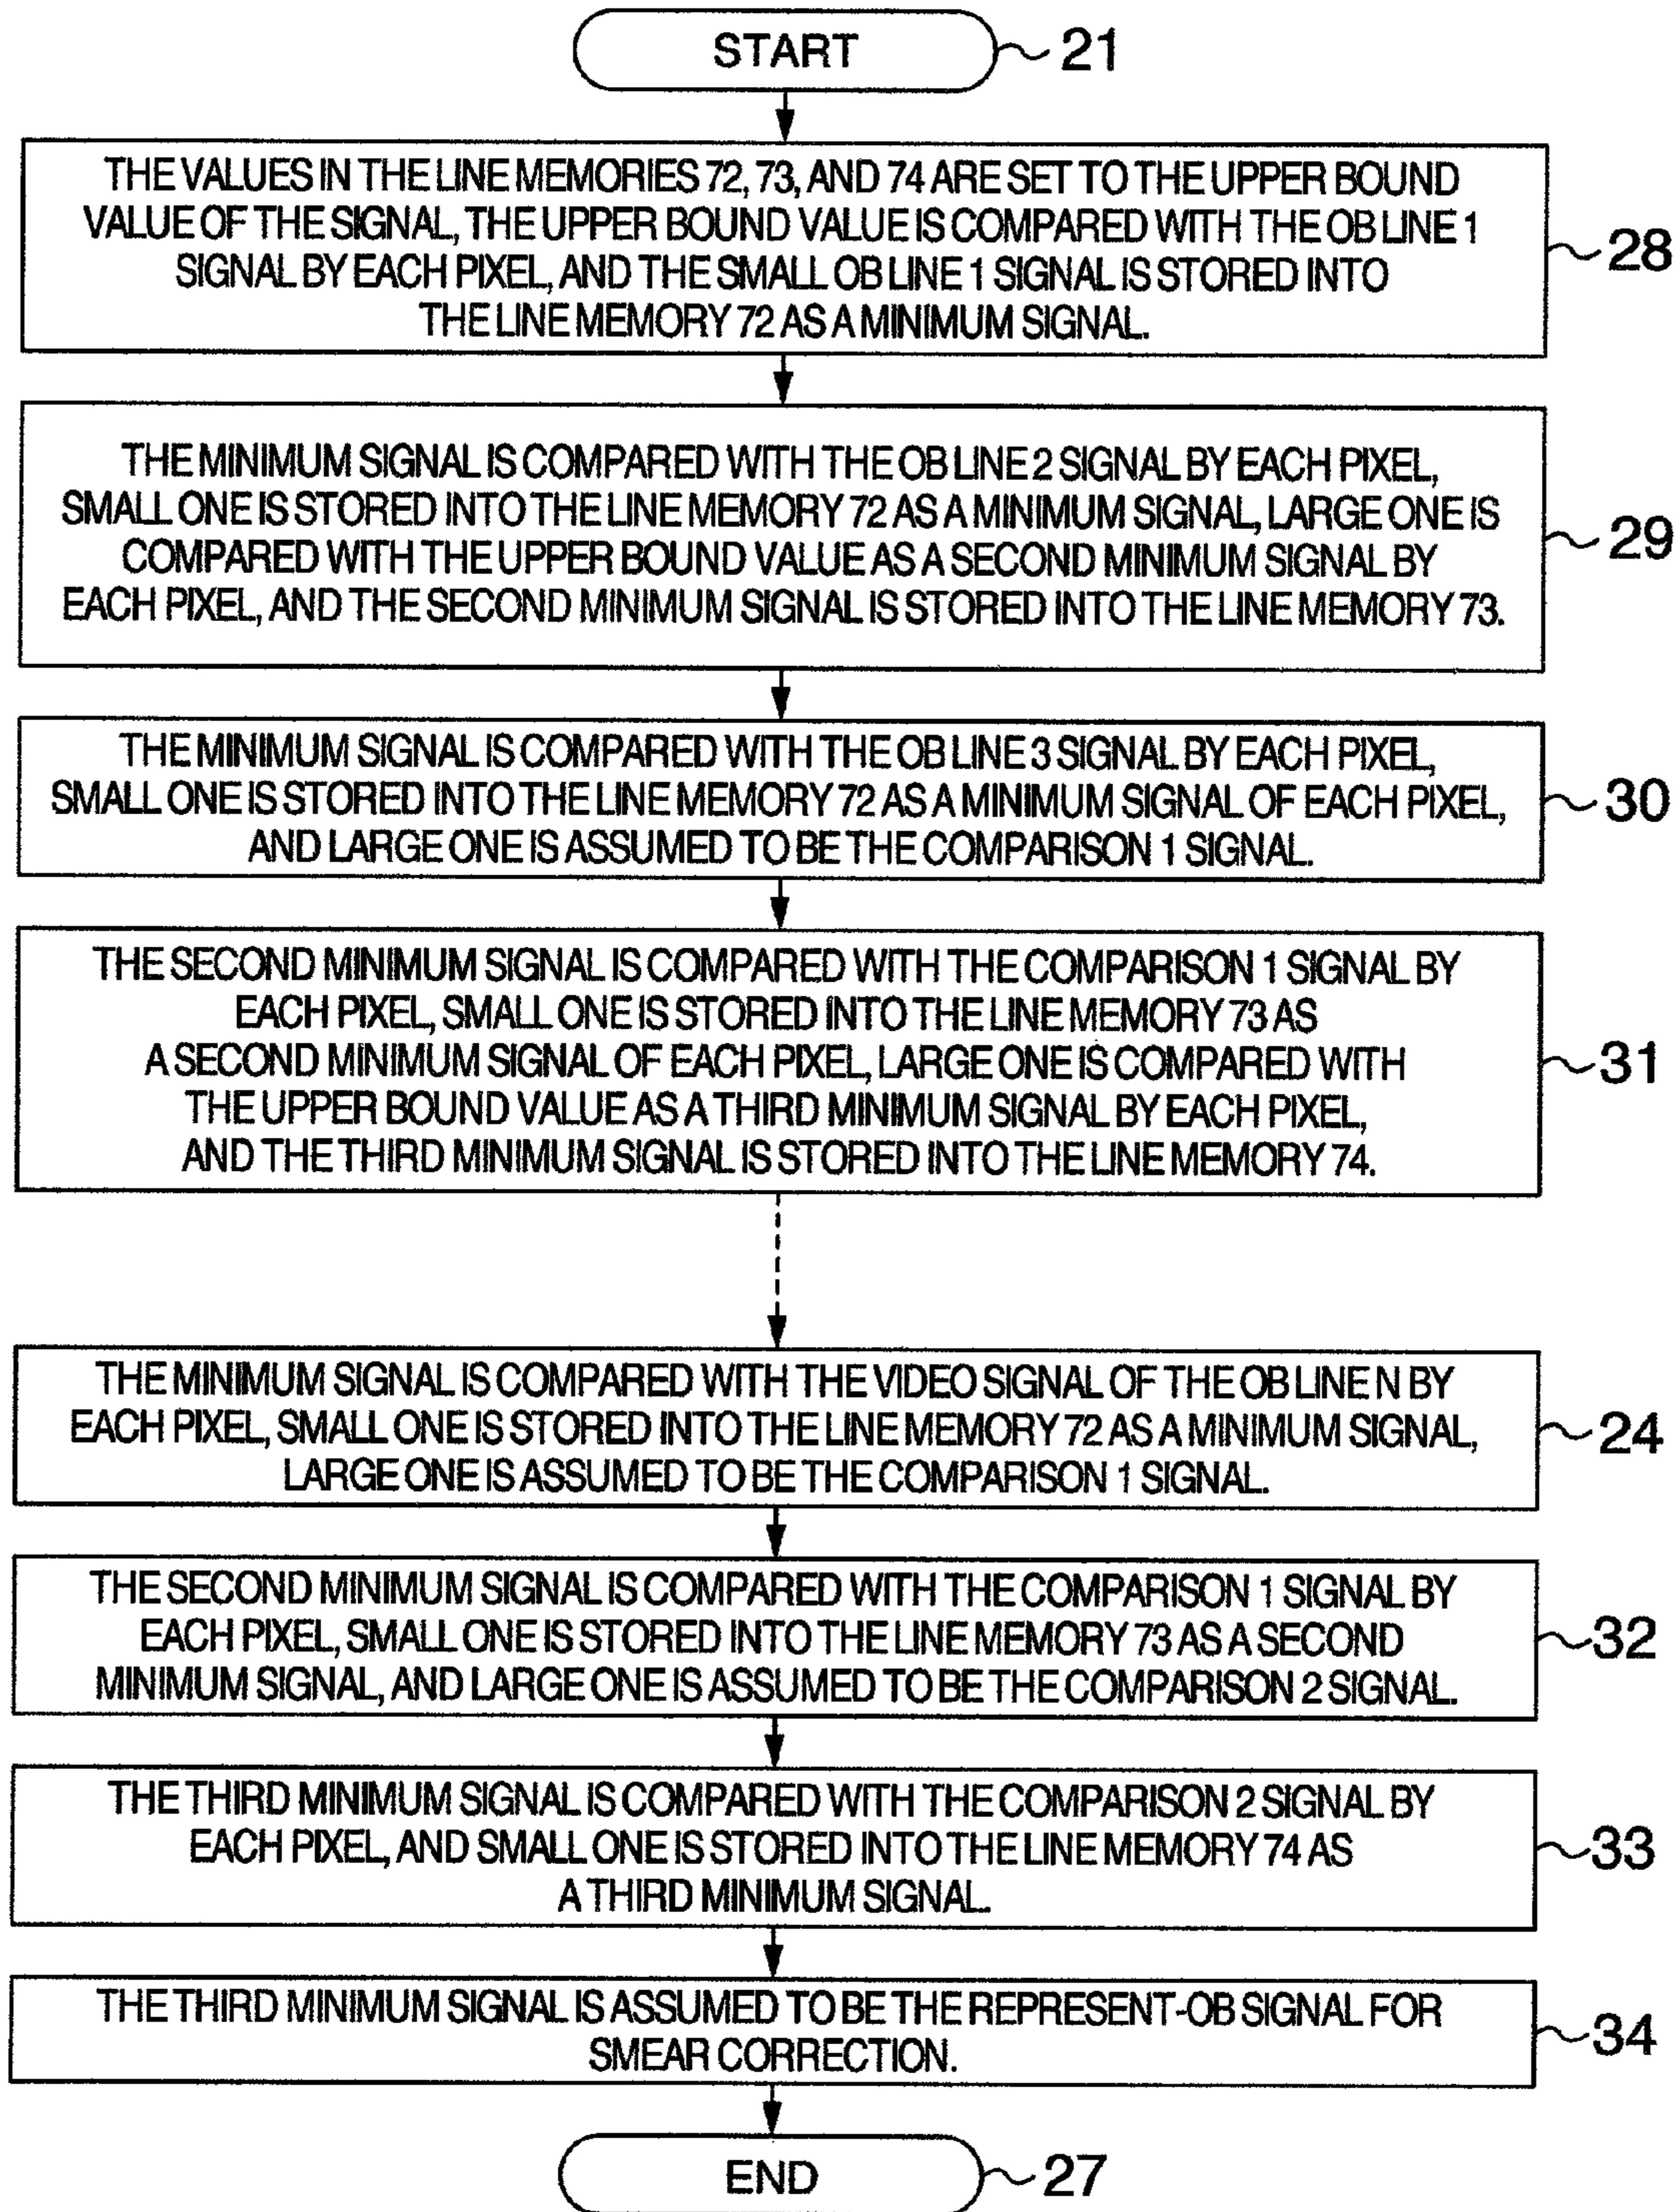 START
21
THE VALUES IN THE LINE MEMORIES 72, 73, AND 74 ARE SET TO THE UPPER BOUND
VALUE OF THE SIGNAL, THE UPPER BOUND VALUE IS COMPARED WITH THE OB LINE 1
SIGNAL BY EACH PIXEL, AND THE SMALL OB LINE 1 SIGNAL IS STORED INTO
THE LINE MEMORY 72 AS A MINIMUM SIGNAL.
28
THE MINIMUM SIGNAL IS COMPARED WITH THE OB LINE 2 SIGNAL BY EACH PIXEL,
SMALL ONE IS STORED INTO THE LINE MEMORY 72 AS A MINIMUM SIGNAL, LARGE ONE IS
COMPARED WITH THE UPPER BOUND VALUE AS A SECOND MINIMUM SIGNAL BY
EACH PIXEL, AND THE SECOND MINIMUM SIGNAL IS STORED INTO THE LINE MEMORY 73.
29
THE MINIMUM SIGNAL IS COMPARED WITH THE OB LINE 3 SIGNAL BY EACH PIXEL,
SMALL ONE IS STORED INTO THE LINE MEMORY 72 AS A MINIMUM SIGNAL OF EACH PIXEL,
AND LARGE ONE IS ASSUMED TO BE THE COMPARISON 1 SIGNAL.
30
THE SECOND MINIMUM SIGNAL IS COMPARED WITH THE COMPARISON 1 SIGNAL BY
EACH PIXEL, SMALL ONE IS STORED INTO THE LINE MEMORY 73 AS
A SECOND MINIMUM SIGNAL OF EACH PIXEL, LARGE ONE IS COMPARED WITH
THE UPPER BOUND VALUE AS A THIRD MINIMUM SIGNAL BY EACH PIXEL,
AND THE THIRD MINIMUM SIGNAL IS STORED INTO THE LINE MEMORY 74.
31
THE MINIMUM SIGNAL IS COMPARED WITH THE VIDEO SIGNAL OF THE OB LINE N BY
EACH PIXEL, SMALL ONE IS STORED INTO THE LINE MEMORY 72 AS A MINIMUM SIGNAL,
LARGE ONE IS ASSUMED TO BE THE COMPARISON 1 SIGNAL.
24
THE SECOND MINIMUM SIGNAL IS COMPARED WITH THE COMPARISON 1 SIGNAL BY
EACH PIXEL, SMALL ONE IS STORED INTO THE LINE MEMORY 73 AS A SECOND
MINIMUM SIGNAL, AND LARGE ONE IS ASSUMED TO BE THE COMPARISON 2 SIGNAL.
32
THE THIRD MINIMUM SIGNAL IS COMPARED WITH THE COMPARISON 2 SIGNAL BY
EACH PIXEL, AND SMALL ONE IS STORED INTO THE LINE MEMORY 74 AS
A THIRD MINIMUM SIGNAL.
33
THE THIRD MINIMUM SIGNAL IS ASSUMED TO BE THE REPRESENT-OB SIGNAL FOR
SMEAR CORRECTION.
34
END
27